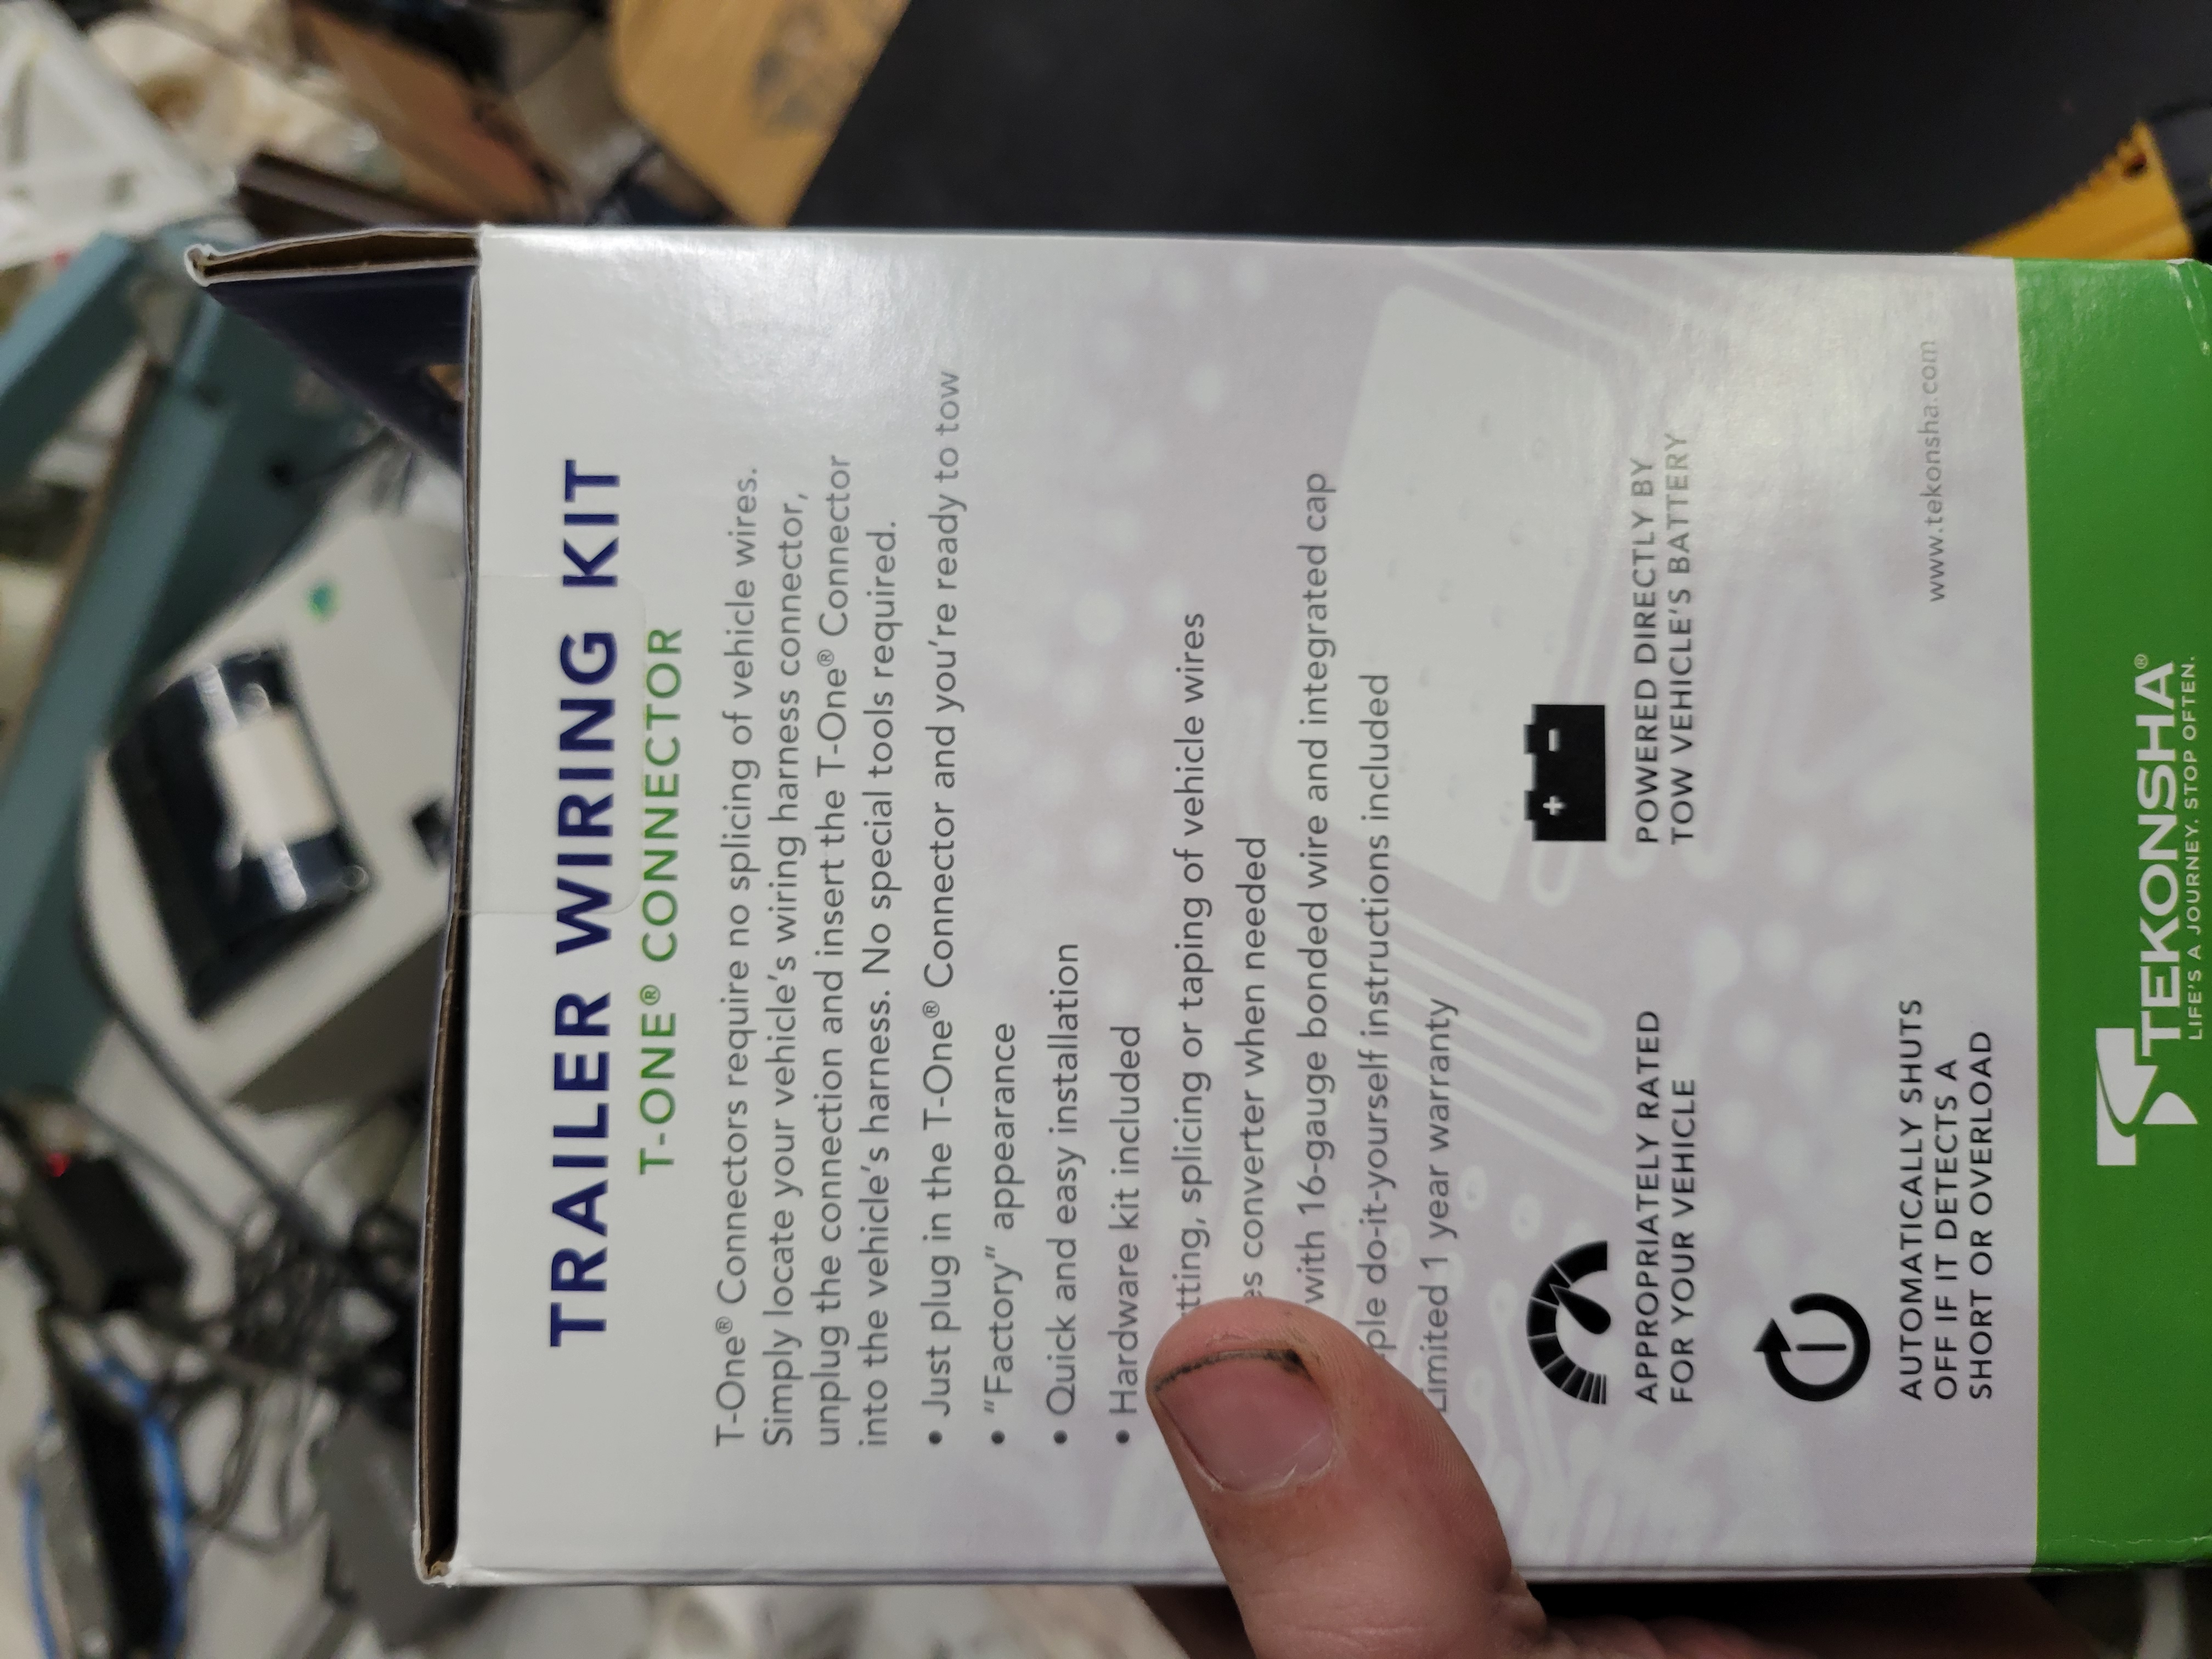 TRAILER WIRING KIT
T-ONE® CONNECTOR
T-One® Connectors require no splicing of vehicle wires.
Simply locate your vehicle's wiring harness connector,
unplug the connection and insert the T-One® Connector
into the vehicle's harness. No special tools required.
• Just plug in the T-One® Connector and you're ready to tow
• "Factory" appearance
• Quick and easy installation
• Hardware kit included
tting, splicing or taping of vehicle wires
es converter when needed
with 16-gauge bonded wire and integrated cap
ple do-it-yourself instructions included
Limited 1 year warranty
APPROPRIATELY RATED
FOR YOUR VEHICLE
POWERED DIRECTLY BY
TOW VEHICLE'S BATTERY
AUTOMATICALLY SHUTS
OFF IF IT DETECTS A
SHORT OR OVERLOAD
www.tekonsha.com
TEKONSHA®
LIFE'S A JOURNEY. STOP OFTEN.